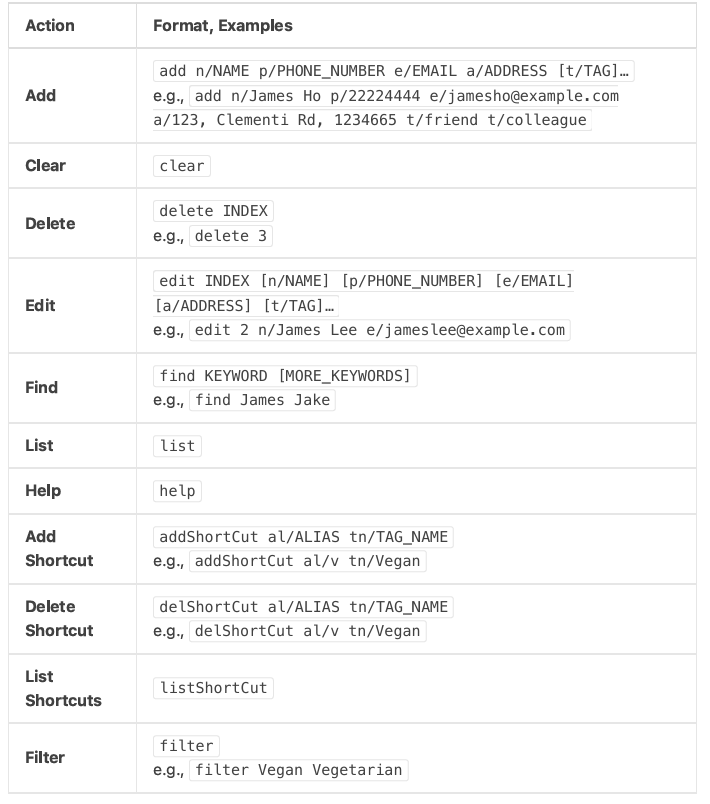 Action Format, Examples
Add
add n/NAME p/PHONE_NUMBER e/EMAIL a/ADDRESS [t/TAG]…
e.g., add n/James Ho p/22224444 e/jamesho@example.com
a/123, Clementi Rd, 1234665 t/friend t/colleague
Clear
clear
Delete
delete INDEX
e.g., delete 3
Edit
edit INDEX [n/NAME] [p/PHONE_NUMBER] [e/EMAIL]
[a/ADDRESS] [t/TAG]…
e.g., edit 2 n/James Lee e/jameslee@example.com
Find
find KEYWORD [MORE_KEYWORDS]
e.g., find James Jake
List
list
Help
help
Add
Shortcut
addShortCut al/ALIAS tn/TAG_NAME
e.g., addShortCut al/v tn/Vegan
Delete
Shortcut
delShortCut al/ALIAS tn/TAG_NAME
e.g., delShortCut al/v tn/Vegan
List
Shortcuts
listShortCut
Filter
filter
e.g., filter Vegan Vegetarian